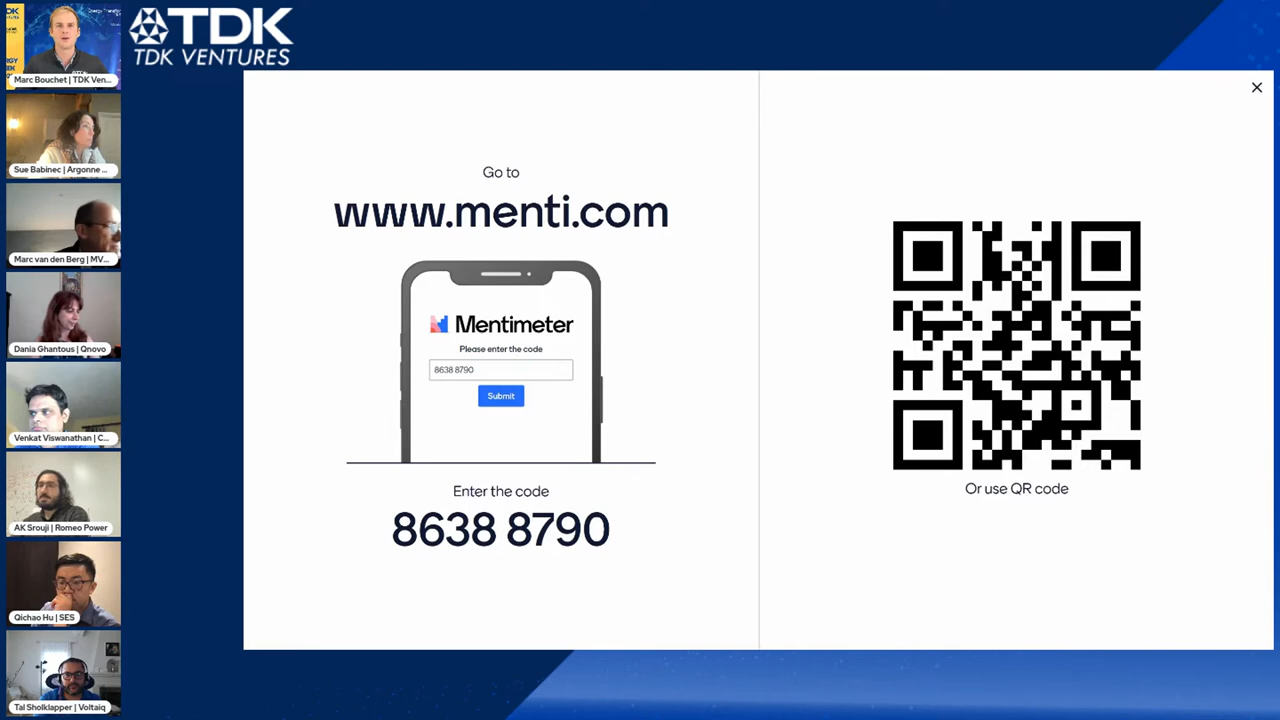 Marc Bouchet | TDK Ven...
Sue Babinec | Argonne ...
Marc van den Berg | MV...
Dania Ghantous | Qnovo
Venkat Viswanathan | C...
AK Srouji | Romeo Power
Qichao Hu | SES
Tal Sholklapper | Voltaiq
TDK
TDK VENTURES
Go to
www.menti.com
Mentimeter
Please enter the code
8638 8790
Submit
Enter the code
8638 8790
Or use QR code